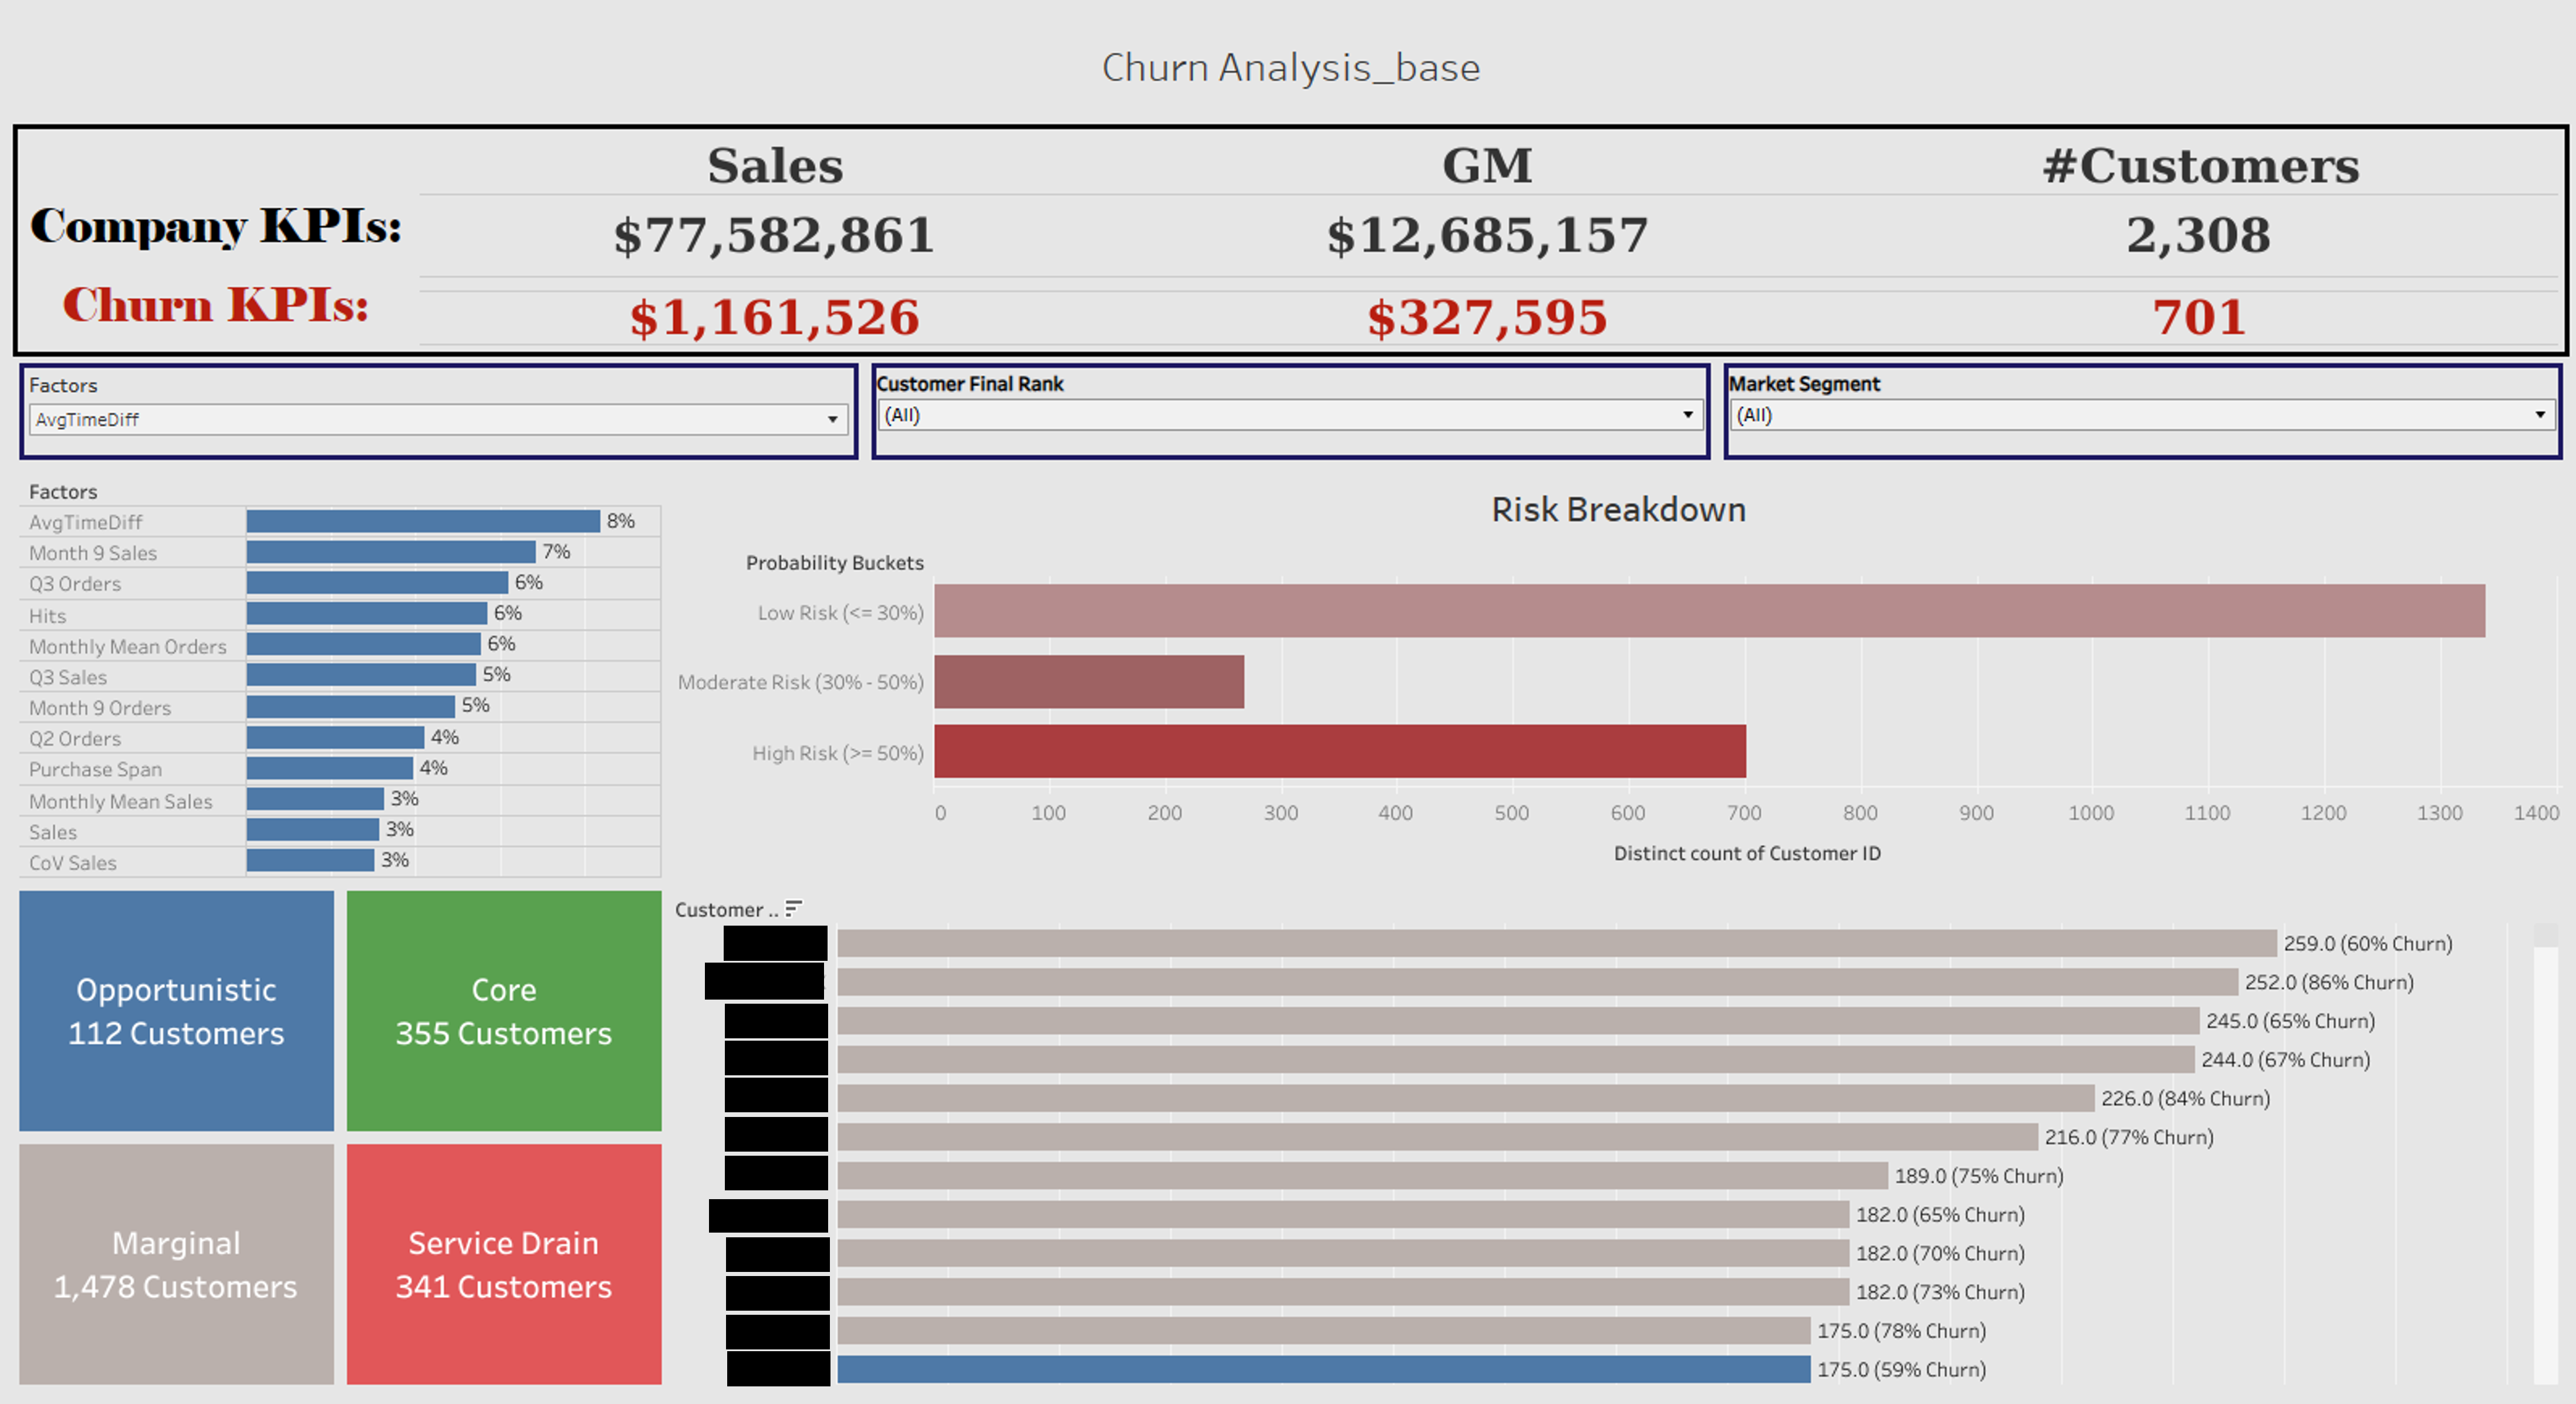 Churn Analysis_base
Sales GM #Customers
Company KPIs: $77,582,861 $12,685,157 2,308
Churn KPIs: $1,161,526 $327,595 701
Factors
AvgTimeDiff
Customer Final Rank
(All)
Market Segment
(All)
Factors
AvgTimeDiff 8%
Month 9 Sales 7%
Q3 Orders 6%
Hits 6%
Monthly Mean Orders 6%
Q3 Sales 5%
Month 9 Orders 5%
Q2 Orders 4%
Purchase Span 4%
Monthly Mean Sales 3%
Sales 3%
CoV Sales 3%
Risk Breakdown
Probability Buckets
Low Risk (<= 30%)
Moderate Risk (30% - 50%)
High Risk (>= 50%)
0 100 200 300 400 500 600 700 800 900 1000 1100 1200 1300 1400
Distinct count of Customer ID
Opportunistic
112 Customers
Core
355 Customers
Marginal
1,478 Customers
Service Drain
341 Customers
Customer ..
259.0 (60% Churn)
252.0 (86% Churn)
245.0 (65% Churn)
244.0 (67% Churn)
226.0 (84% Churn)
216.0 (77% Churn)
189.0 (75% Churn)
182.0 (65% Churn)
182.0 (70% Churn)
182.0 (73% Churn)
175.0 (78% Churn)
175.0 (59% Churn)